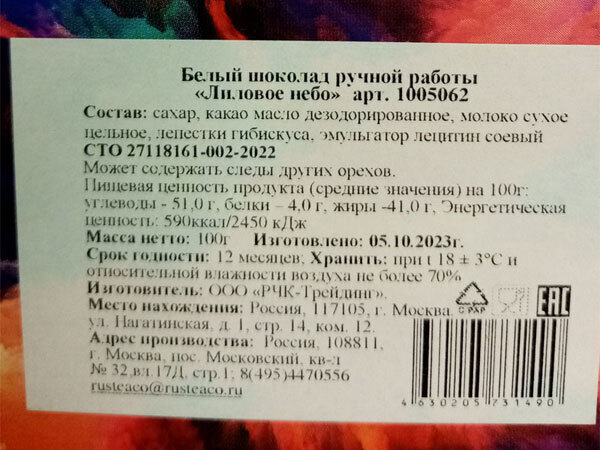 Белый шоколад ручной работы
«Лиловое небо» арт. 1005062
Состав: сахар, какао масло дезодорированное, молоко сухое
цельное, лепестки гибискуса, эмульгатор лецитин соевый
СТО 27118161-002-2022
Может содержать следы других орехов.
Пищевая ценность продукта (средние значения) на 100г:
углеводы - 51,0 г, белки – 4,0 г, жиры -41,0 г, Энергетическая
ценность: 590ккал/2450 кДж
Масса нетто: 100г Изготовлено: 05.10.2023г.
Срок годности: 12 месяцев; Хранить: при t 18 ± 3°С и
относительной влажности воздуха не более 70%
Изготовитель: ООО «РЧК-Трейдинг».
Место нахождения: Россия, 117105, г. Москва,
ул. Нагатинская, д. 1, стр. 14, ком. 12.
Адрес производства: Россия, 108811,
г. Москва, пос. Московский, кв-л
№ 32,вл.17Д, стр.1; 8(495)4470556
rusteaco@rusteaco.ru
C/PAP
EAC
4 630205 731490